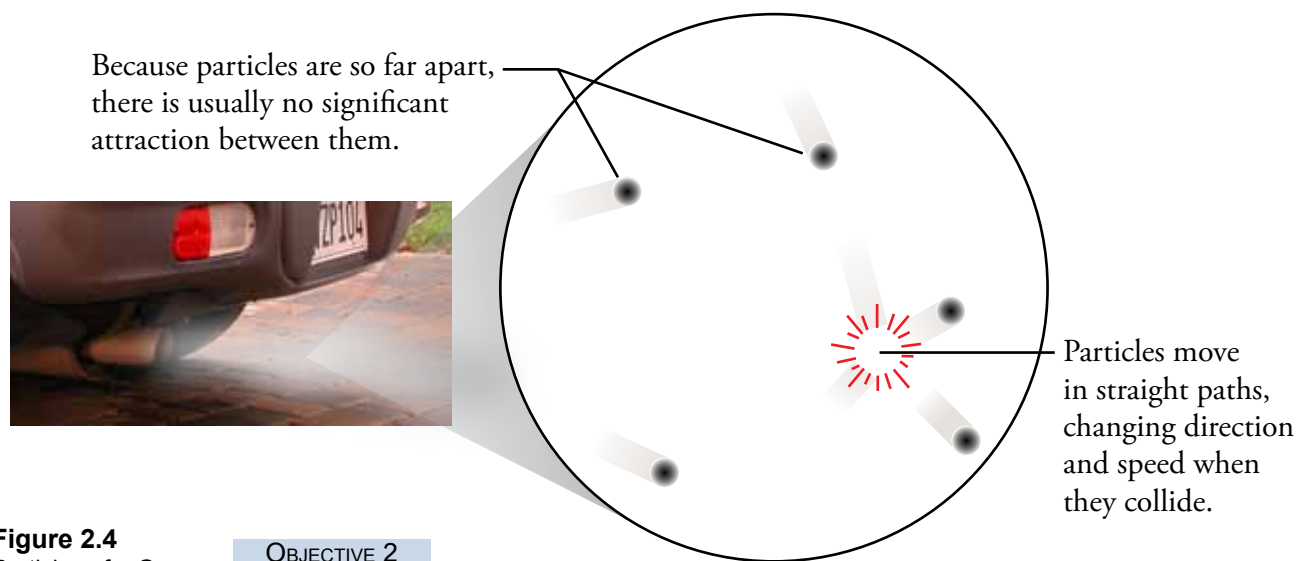 Because particles are so far apart,
there is usually no significant
attraction between them.
ZP104
Particles move
in straight paths,
changing direction
and speed when
they collide.
Figure 2.4
OBJECTIVE 2